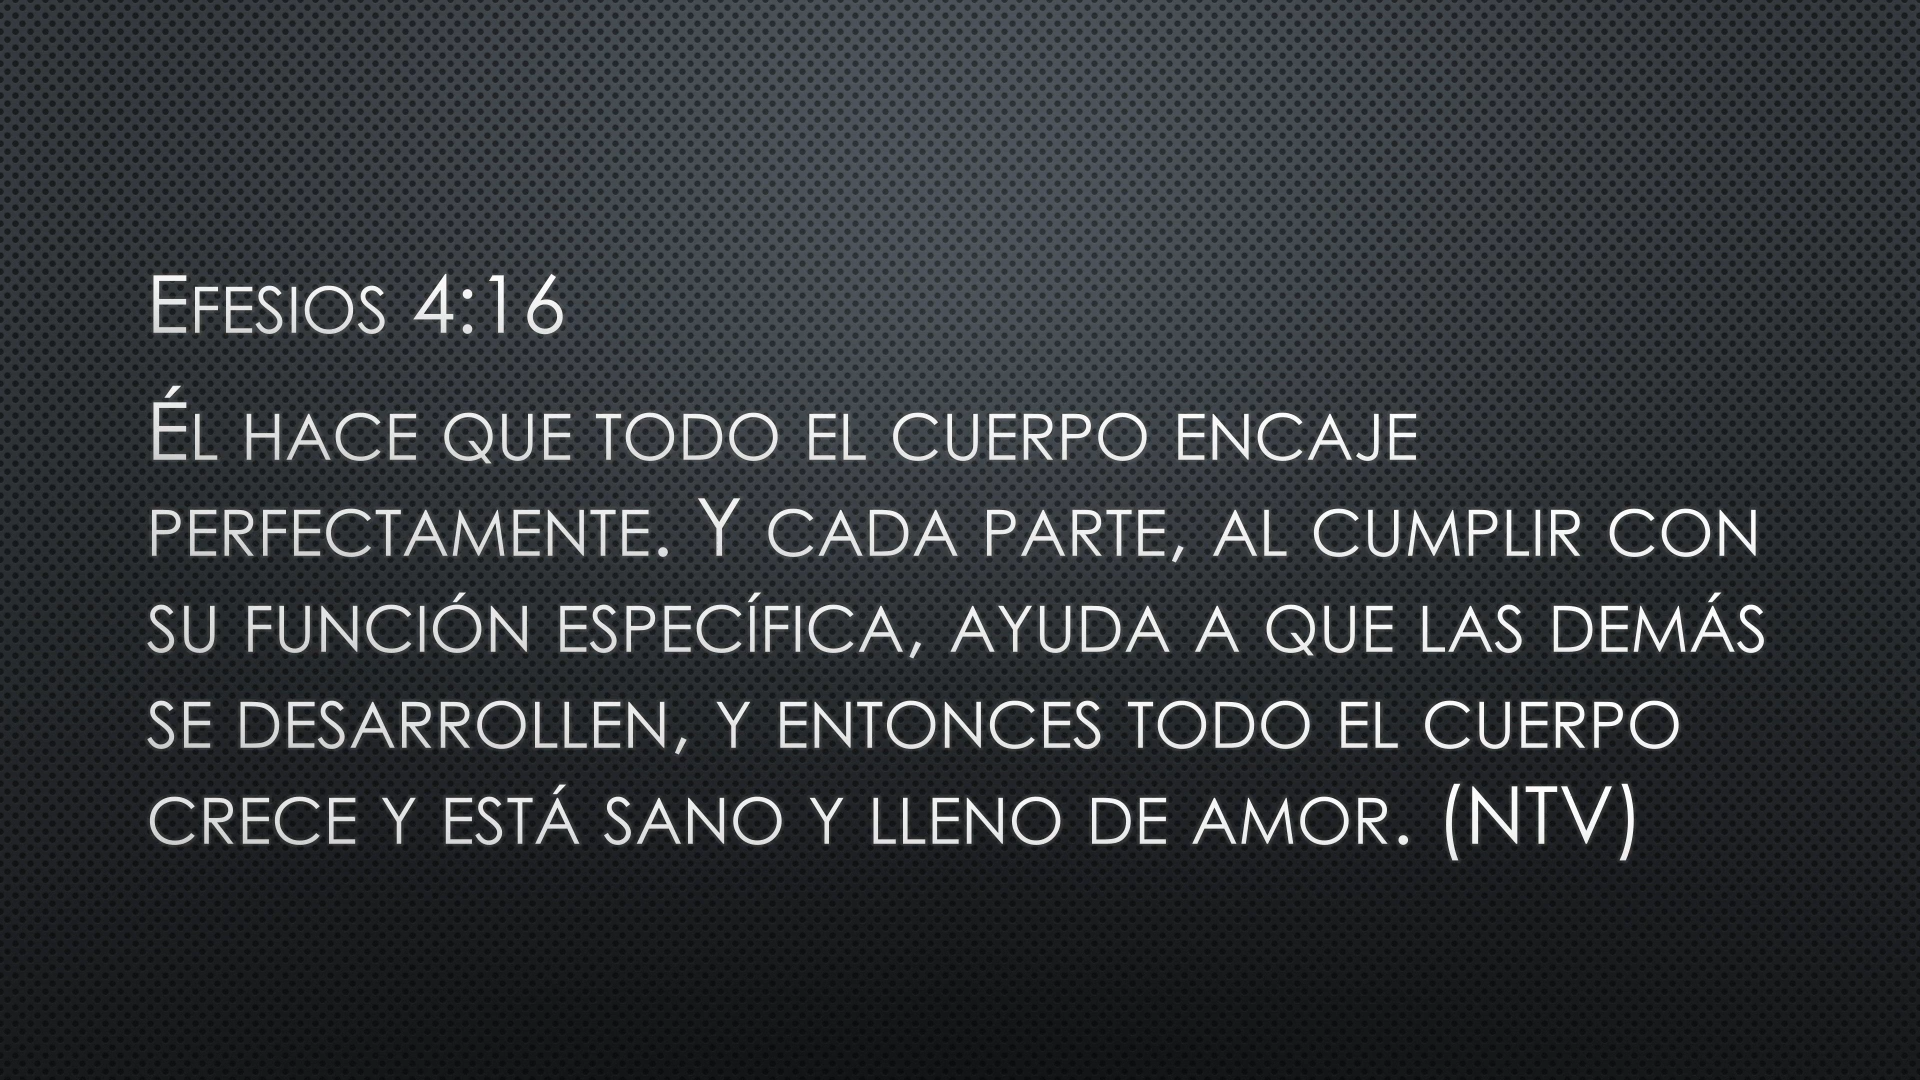 Efesios 4:16
Él hace que todo el cuerpo encaje
perfectamente. Y cada parte, al cumplir con
su función específica, ayuda a que las demás
se desarrollen, y entonces todo el cuerpo
crece y está sano y lleno de amor. (NTV)